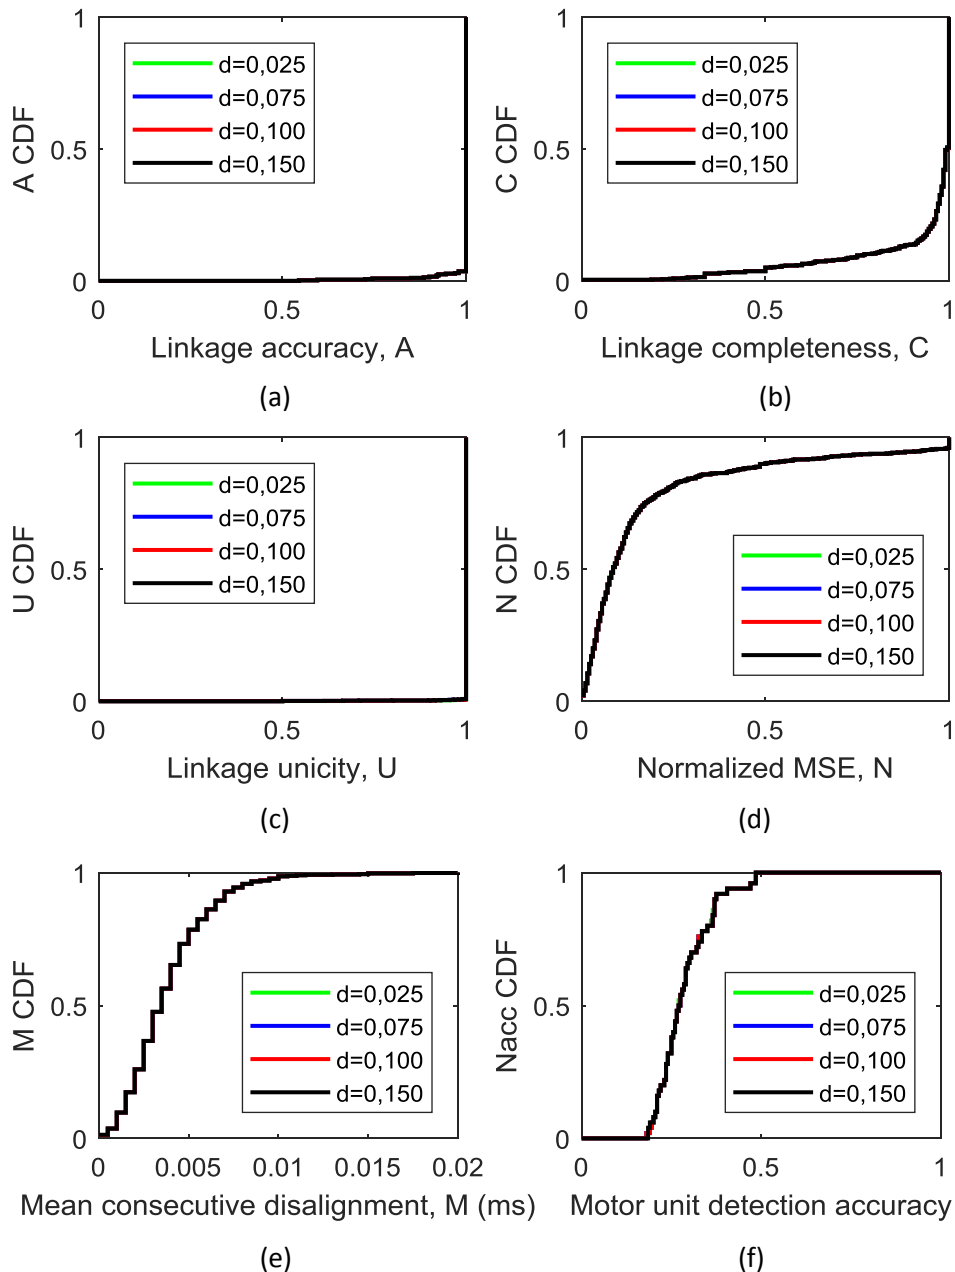 1
d=0,025
d=0,075
d=0,100
d=0,150
0.5
0
A CDF
0 0.5 1
Linkage accuracy, A
(a)
1
d=0,025
d=0,075
d=0,100
d=0,150
0.5
0
C CDF
0 0.5 1
Linkage completeness, C
(b)
1
d=0,025
d=0,075
d=0,100
d=0,150
0.5
0
U CDF
0 0.5 1
Linkage unicity, U
(c)
1
0.5
d=0,025
d=0,075
d=0,100
d=0,150
0
N CDF
0 0.5 1
Normalized MSE, N
(d)
1
0.5
d=0,025
d=0,075
d=0,100
d=0,150
0
M CDF
0 0.005 0.01 0.015 0.02
Mean consecutive disalignment, M (ms)
(e)
1
0.5
d=0,025
d=0,075
d=0,100
d=0,150
0
Nacc CDF
0 0.5 1
Motor unit detection accuracy
(f)